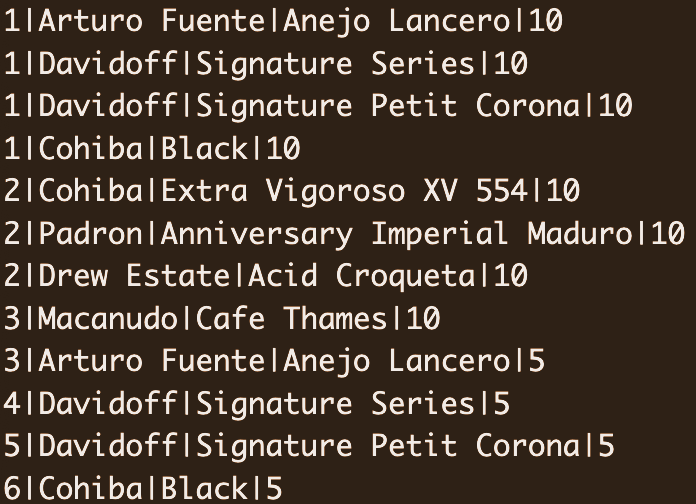 1|Arturo Fuente|Anejo Lancero|10
1|Davidoff|Signature Series|10
1|Davidoff|Signature Petit Corona|10
1|Cohiba|Black|10
2|Cohiba|Extra Vigoroso XV 554|10
2|Padron|Anniversary Imperial Maduro|10
2|Drew Estate|Acid Croqueta|10
3|Macanudo|Cafe Thames|10
3|Arturo Fuente|Anejo Lancero|5
4|Davidoff|Signature Series|5
5|Davidoff|Signature Petit Corona|5
6|Cohiba|Black|5